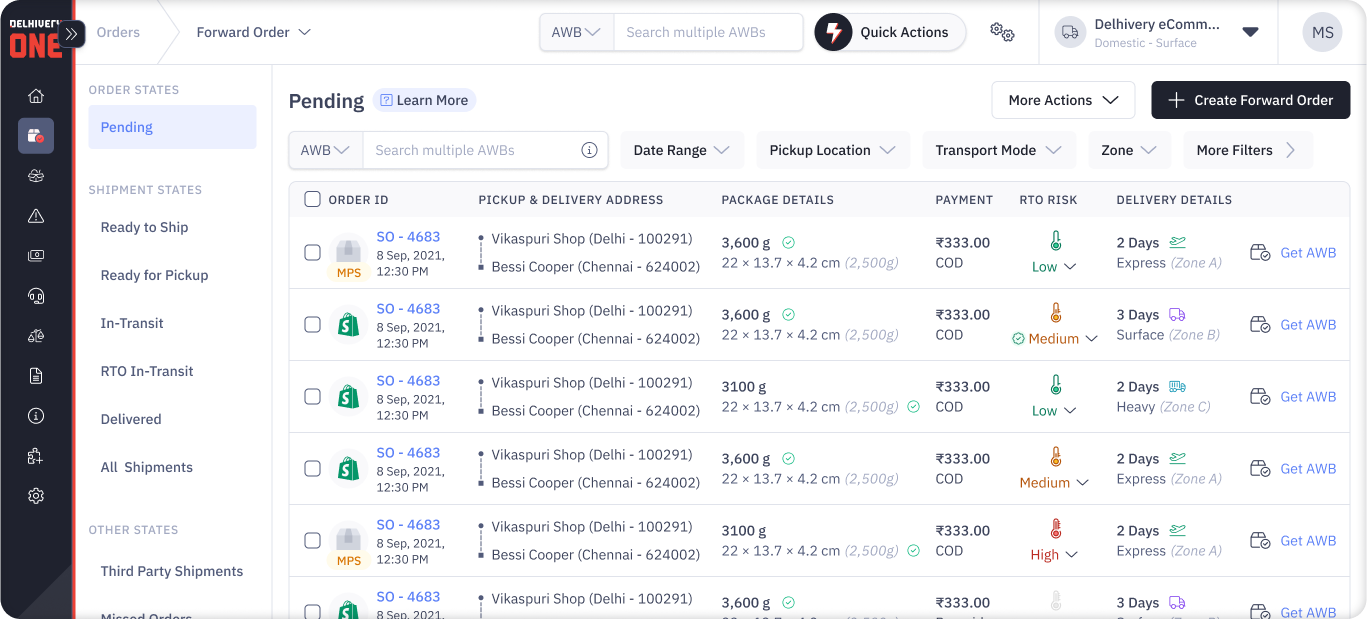 DELHIVERY
ONE
Orders
Forward Order
AWB
Search multiple AWBs
Quick Actions
Delhivery eComm...
Domestic - Surface
MS
ORDER STATES
Pending
SHIPMENT STATES
Ready to Ship
Ready for Pickup
In-Transit
RTO In-Transit
Delivered
All Shipments
OTHER STATES
Third Party Shipments
Missed Orders
Pending
Learn More
More Actions
Create Forward Order
AWB
Search multiple AWBs
Date Range
Pickup Location
Transport Mode
Zone
More Filters
ORDER ID PICKUP & DELIVERY ADDRESS PACKAGE DETAILS PAYMENT RTO RISK DELIVERY DETAILS
MPS
SO - 4683
8 Sep, 2021,
12:30 PM
Vikaspuri Shop (Delhi - 100291)
Bessi Cooper (Chennai - 624002)
3,600 g
22 × 13.7 × 4.2 cm (2,500g)
₹333.00
COD
Low
2 Days
Express (Zone A)
Get AWB
SO - 4683
8 Sep, 2021,
12:30 PM
Vikaspuri Shop (Delhi - 100291)
Bessi Cooper (Chennai - 624002)
3,600 g
22 × 13.7 × 4.2 cm (2,500g)
₹333.00
COD
Medium
3 Days
Surface (Zone B)
Get AWB
SO - 4683
8 Sep, 2021,
12:30 PM
Vikaspuri Shop (Delhi - 100291)
Bessi Cooper (Chennai - 624002)
3100 g
22 × 13.7 × 4.2 cm (2,500g)
₹333.00
COD
Low
2 Days
Heavy (Zone C)
Get AWB
SO - 4683
8 Sep, 2021,
12:30 PM
Vikaspuri Shop (Delhi - 100291)
Bessi Cooper (Chennai - 624002)
3,600 g
22 × 13.7 × 4.2 cm (2,500g)
₹333.00
COD
Medium
2 Days
Express (Zone A)
Get AWB
MPS
SO - 4683
8 Sep, 2021,
12:30 PM
Vikaspuri Shop (Delhi - 100291)
Bessi Cooper (Chennai - 624002)
3100 g
22 × 13.7 × 4.2 cm (2,500g)
₹333.00
COD
High
2 Days
Express (Zone A)
Get AWB
SO - 4683
8 Sep, 2021,
Vikaspuri Shop (Delhi - 100291)
3,600 g
₹333.00
3 Days
Get AWB